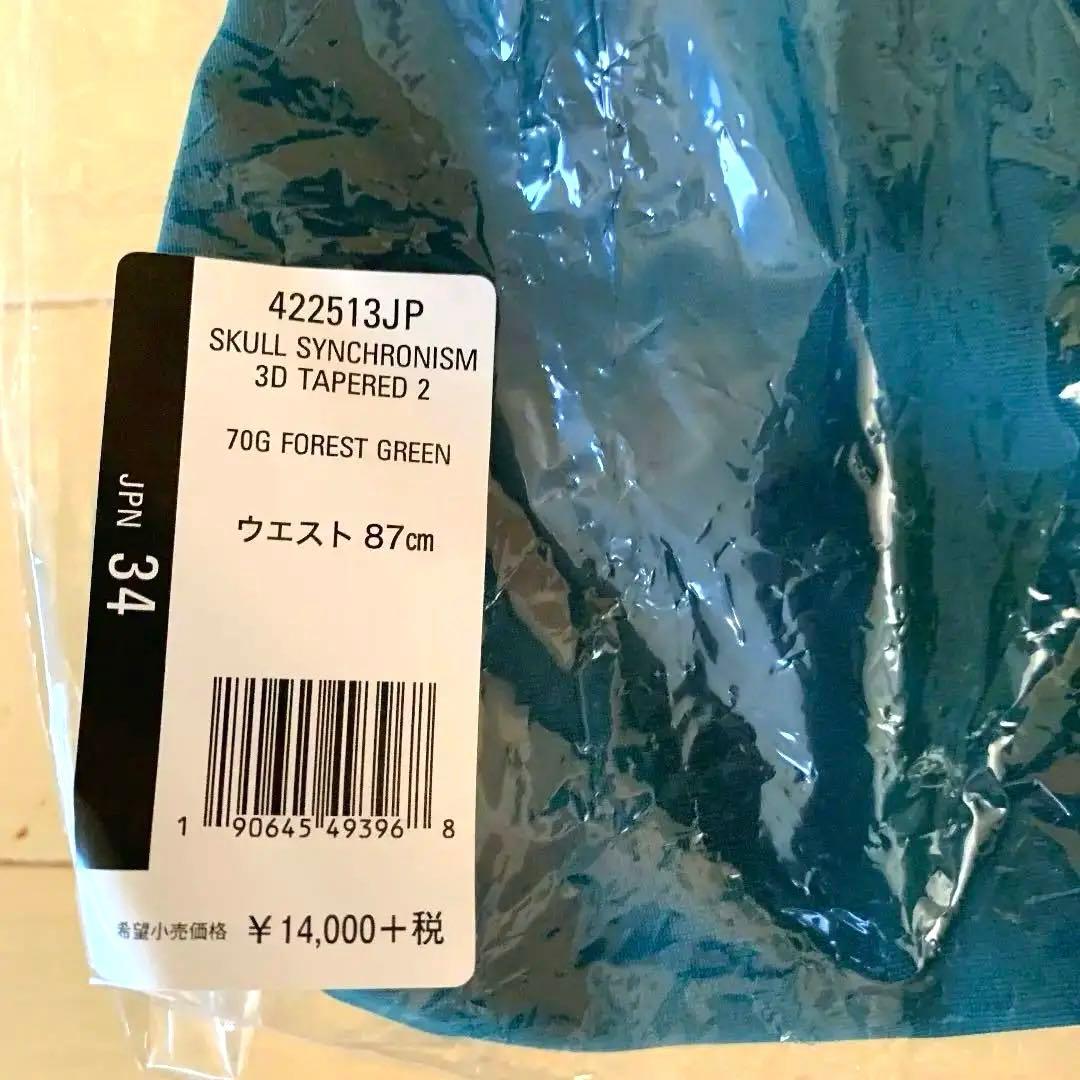 422513JP
SKULL SYNCHRONISM
3D TAPERED 2
70G FOREST GREEN
ウエスト 87㎝
JPN 34
1 90645 49396 8
希望小売価格 ¥14,000+税